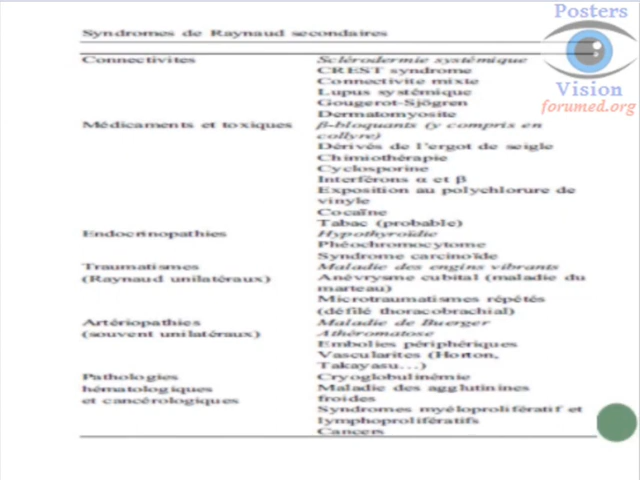 Posters
Vision
forumed.org
Syndromes de Raynaud secondaires
Connectivites Sclérodermie systémique
CREST syndrome
Connectivite mixte
Lupus systémique
Gougerot-Sjögren
Dermatomyosite
Médicaments et toxiques β-bloquants (y compris en
collyre)
Dérivés de l'ergot de seigle
Chimiothérapie
Cyclosporine
Interférons α et β
Exposition au polychlorure de
vinyle
Cocaïne
Tabac (probable)
Endocrinopathies Hypothyroïdie
Phéochromocytome
Syndrome carcinoïde
Traumatismes Maladie des engins vibrants
(Raynaud unilatéraux) Anévrysme cubital (maladie du
marteau)
Microtraumatismes répétés
(défilé thoracobrachial)
Artériopathies Maladie de Buerger
(souvent unilatéraux) Athéromatose
Embolies périphériques
Vascularites (Horton,
Takayasu…)
Pathologies Cryoglobulinémie
hématologiques Maladie des agglutinines
et cancérologiques froides
Syndromes myéloprolifératif et
lymphoprolifératifs
Cancers